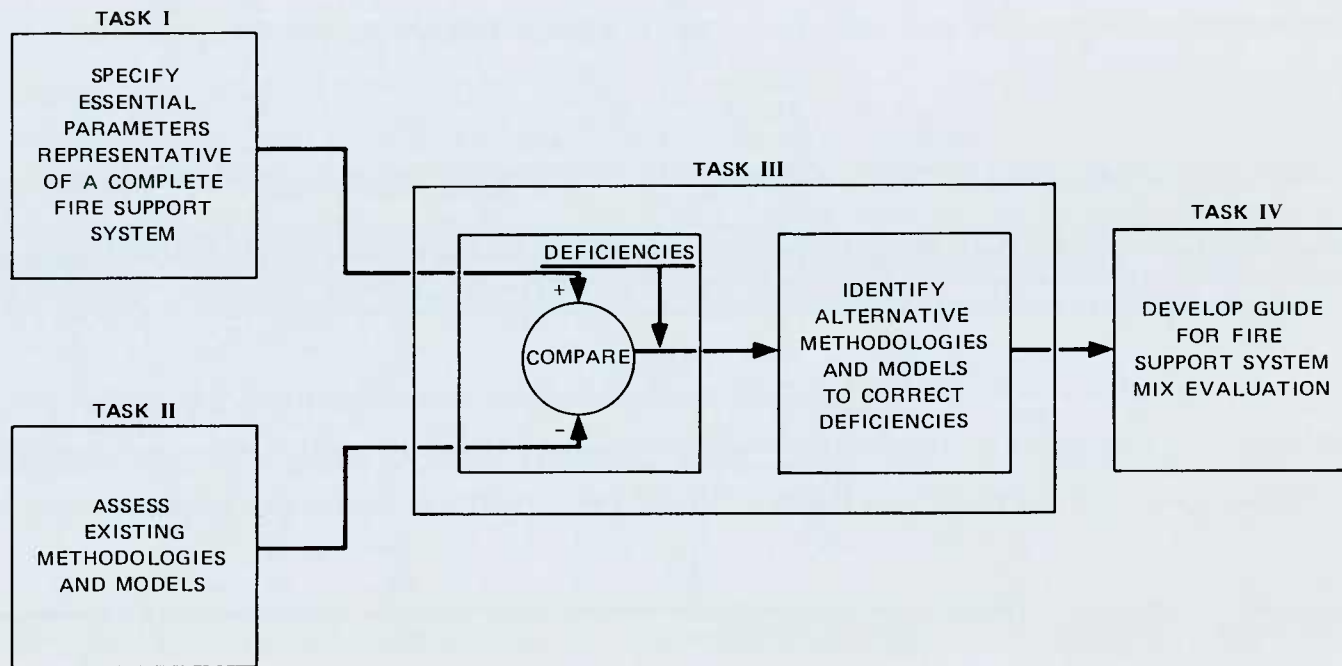 TASK I
SPECIFY
ESSENTIAL
PARAMETERS
REPRESENTATIVE
OF A COMPLETE
FIRE SUPPORT
SYSTEM
TASK II
ASSESS
EXISTING
METHODOLOGIES
AND MODELS
TASK III
DEFICIENCIES
+
COMPARE
-
IDENTIFY
ALTERNATIVE
METHODOLOGIES
AND MODELS
TO CORRECT
DEFICIENCIES
TASK IV
DEVELOP GUIDE
FOR FIRE
SUPPORT SYSTEM
MIX EVALUATION